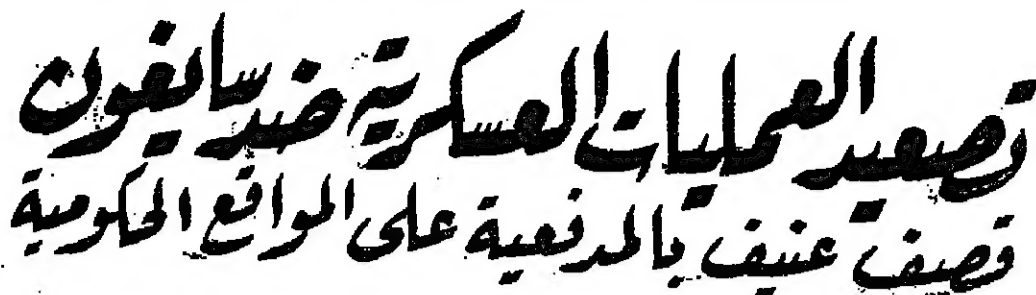 تصعيد العمليات العسكرية ضد سايغون
قصف عنيف بالمدفعية على المواقع الحكومية